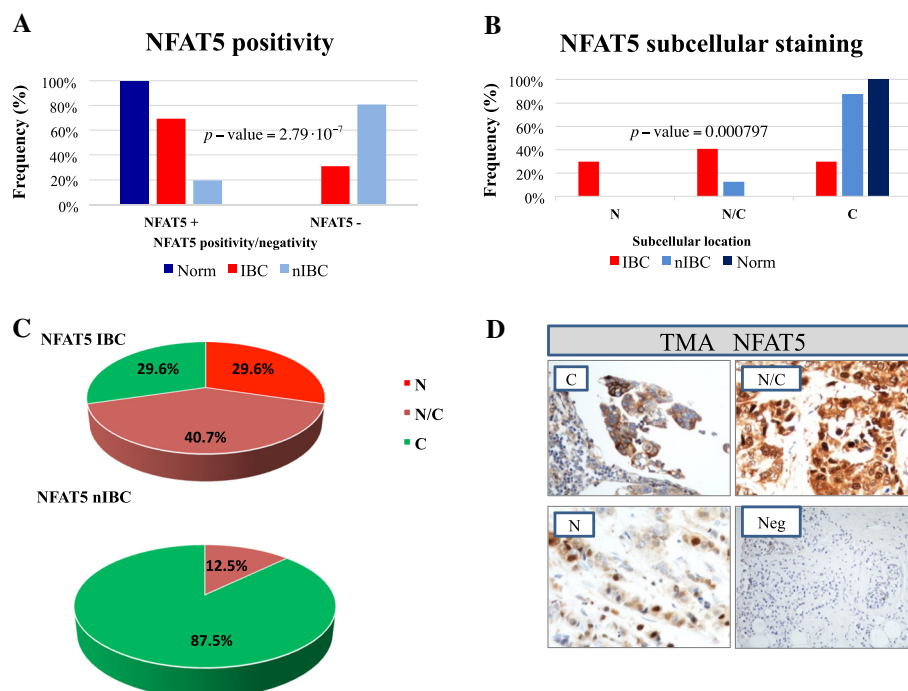 A
NFAT5 positivity
Frequency (%)
100%
80%
60%
40%
20%
0%
p – value = 2.79·10⁻⁷
NFAT5 + NFAT5 -
NFAT5 positivity/negativity
Norm IBC nIBC
B
NFAT5 subcellular staining
Frequency (%)
100%
80%
60%
40%
20%
0%
p – value = 0.000797
N N/C C
Subcellular location
IBC nIBC Norm
C
NFAT5 IBC
29.6% 29.6%
40.7%
N
N/C
C
NFAT5 nIBC
12.5%
87.5%
D
TMA NFAT5
C N/C
N Neg